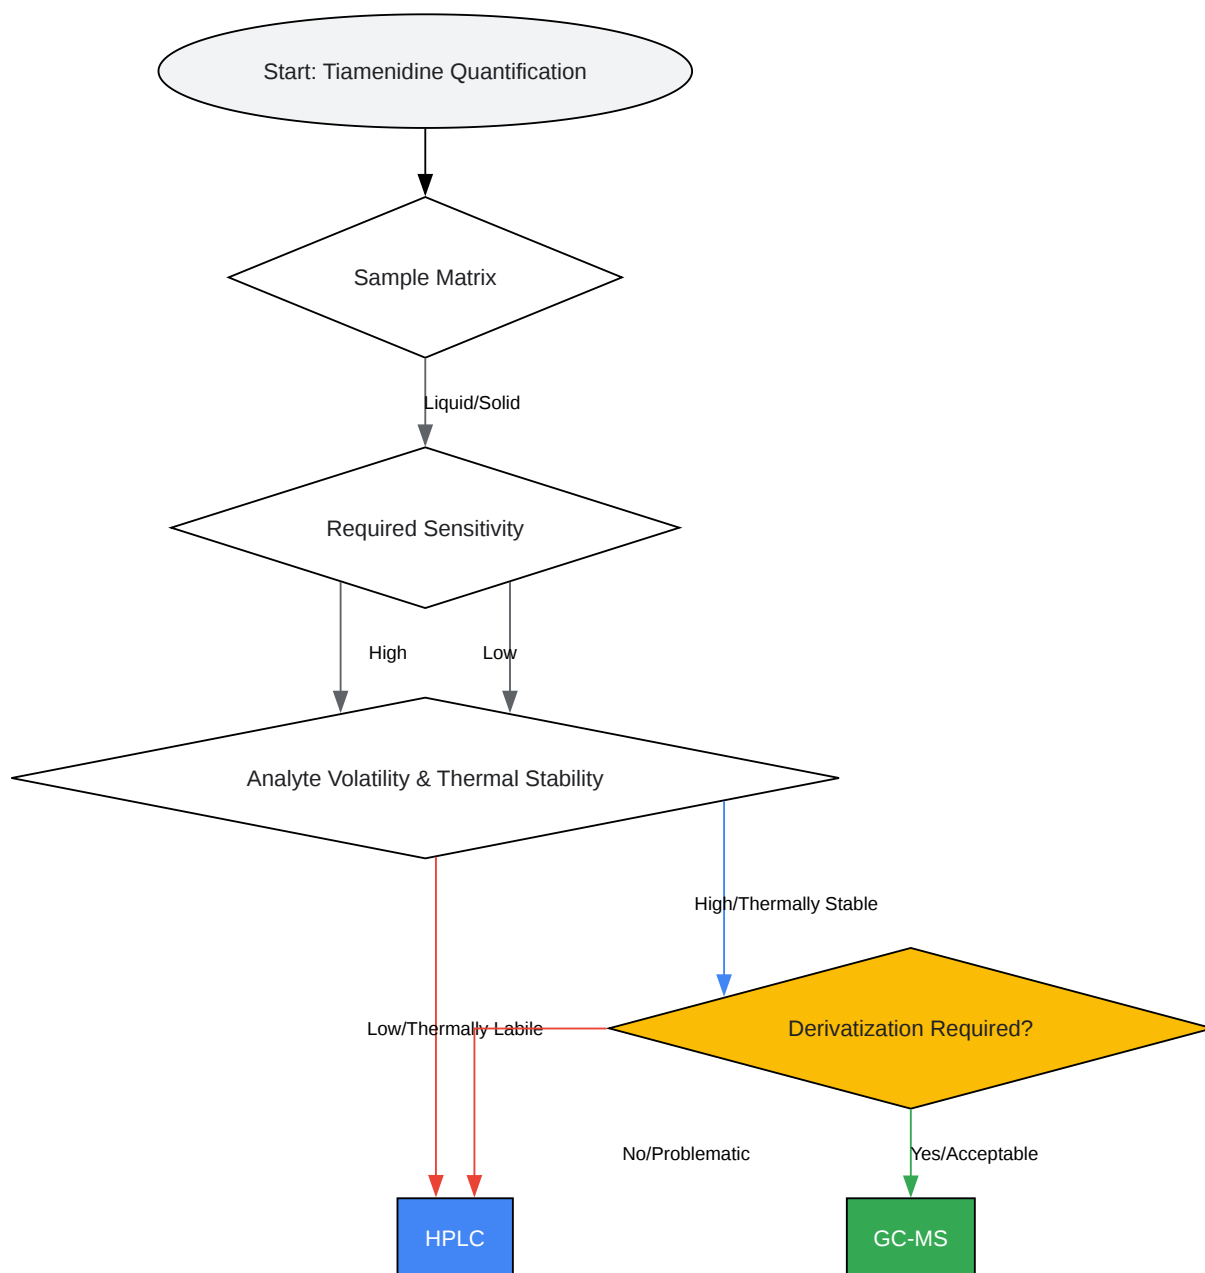 Start: Tiamenidine Quantification
Sample Matrix
Liquid/Solid
Required Sensitivity
High
Low
Analyte Volatility & Thermal Stability
High/Thermally Stable
Low/Thermally Labile
Derivatization Required?
No/Problematic
Yes/Acceptable
HPLC
GC-MS